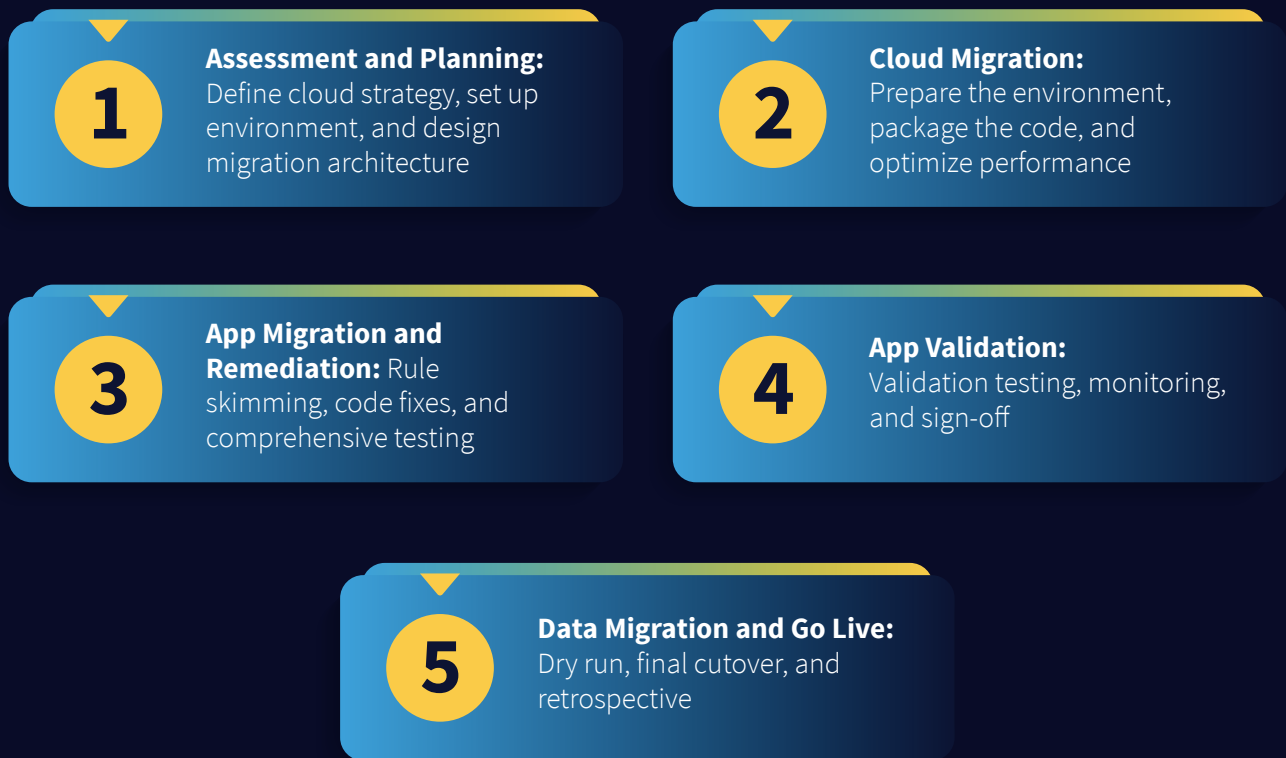 1
Assessment and Planning:
Define cloud strategy, set up
environment, and design
migration architecture
2
Cloud Migration:
Prepare the environment,
package the code, and
optimize performance
3
App Migration and
Remediation: Rule
skimming, code fixes, and
comprehensive testing
4
App Validation:
Validation testing, monitoring,
and sign-off
5
Data Migration and Go Live:
Dry run, final cutover, and
retrospective